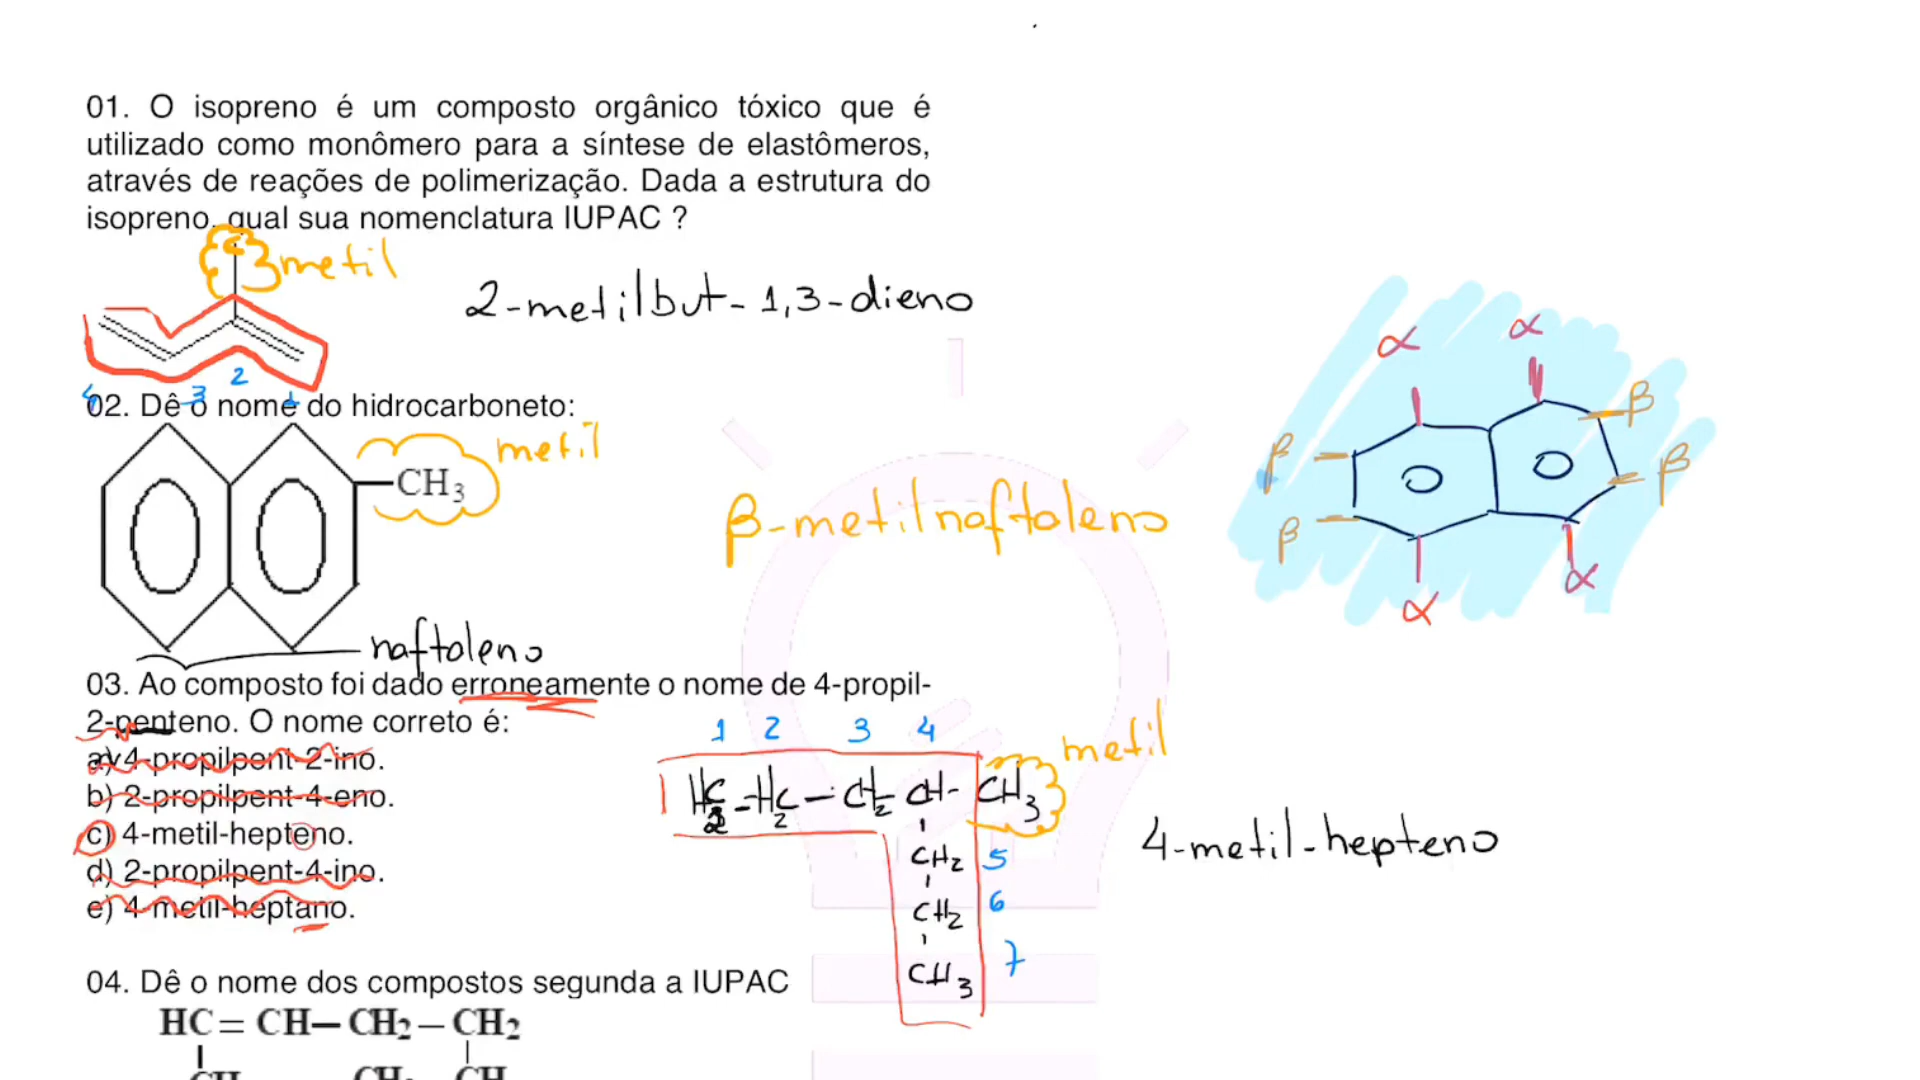 01. O isopreno é um composto orgânico tóxico que é
utilizado como monômero para a síntese de elastômeros,
através de reações de polimerização. Dada a estrutura do
isopreno, qual sua nomenclatura IUPAC ?
C
metil
2-metilbut-1,3-dieno
4 3 2 1
02. Dê o nome do hidrocarboneto:
metil
CH3
β-metilnaftaleno
naftaleno
α α
β β
β β
α α
03. Ao composto foi dado erroneamente o nome de 4-propil-
2-penteno. O nome correto é:
a) 4-propilpent-2-ino.
b) 2-propilpent-4-eno.
c) 4-metil-hepteno.
d) 2-propilpent-4-ino.
e) 4-metil-heptano.
1 2 3 4
metil
H2C-HC2-CH2 CH-CH3
CH2 5
CH2 6
CH3 7
4-metil-hepteno
04. Dê o nome dos compostos segunda a IUPAC
HC=CH—CH2—CH2